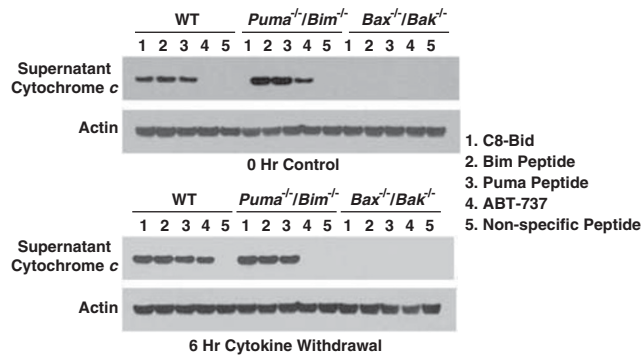 WT Puma-/-/Bim-/- Bax-/-/Bak-/-
1 2 3 4 5 1 2 3 4 5 1 2 3 4 5
Supernatant
Cytochrome c
Actin
0 Hr Control
WT Puma-/-/Bim-/- Bax-/-/Bak-/-
1 2 3 4 5 1 2 3 4 5 1 2 3 4 5
Supernatant
Cytochrome c
Actin
6 Hr Cytokine Withdrawal
1. C8-Bid
2. Bim Peptide
3. Puma Peptide
4. ABT-737
5. Non-specific Peptide